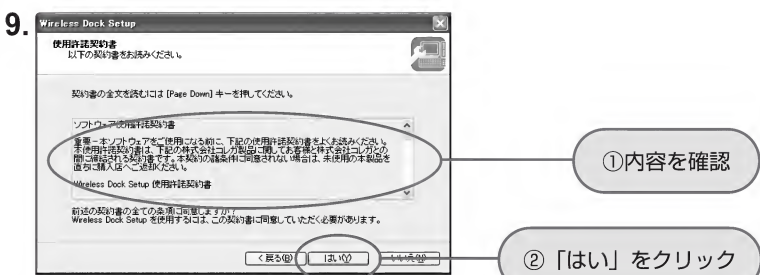 9.
Wireless Dock Setup
使用許諾契約書
以下の契約書をお読みください。
契約書の全文を読むには [Page Down] キーを押してください。
ソフトウェア使用権許諾契約書
重要－本ソフトウェアをご使用になる前に、下記の使用許諾契約書をよくお読みください。
本使用許諾契約書は、下記の株式会社コレガ製品に関してお客様と株式会社コレガとの
間に締結される契約書です。本契約の諸条件に同意されない場合は、未使用の本製品を
直ちに購入店へご返却ください。
Wireless Dock Setup 使用許諾契約書
前述の契約書の全ての条項に同意しますか?
Wireless Dock Setup を使用するには、この契約書に同意していただく必要があります。
< 戻る(B)
はい(Y)
いいえ(N)
①内容を確認
②「はい」をクリック